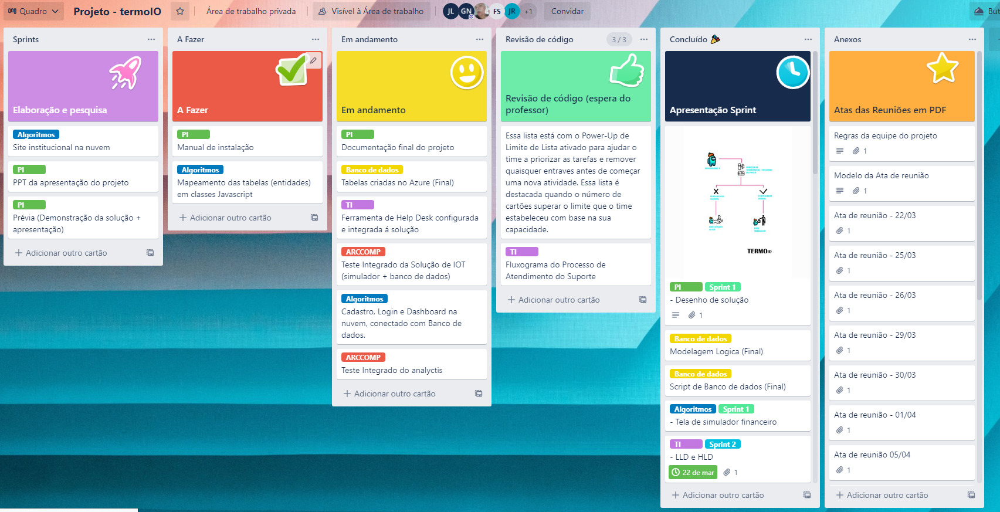 Quadro
Projeto - termoIO
Área de trabalho privada
Visível à Área de trabalho
JL
GN
FS
JR
+1
Convidar
But
Sprints
Elaboração e pesquisa
Algoritmos
Site institucional na nuvem
PI
PPT da apresentação do projeto
PI
Prévia (Demonstração da solução +
apresentação)
Adicionar outro cartão
A Fazer
A Fazer
PI
Manual de instalação
Algoritmos
Mapeamento das tabelas (entidades)
em classes Javascript
Adicionar outro cartão
Em andamento
Em andamento
PI
Documentação final do projeto
Banco de dados
Tabelas criadas no Azure (Final)
TI
Ferramenta de Help Desk configurada
e integrada á solução
ARCCOMP
Teste Integrado da Solução de IOT
(simulador + banco de dados)
Algoritmos
Cadastro, Login e Dashboard na
nuvem, conectado com Banco de
dados.
ARCCOMP
Teste Integrado do analyctis
Adicionar outro cartão
Revisão de código
3 / 3
Revisão de código (espera do
professor)
Essa lista está com o Power-Up de
Limite de Lista ativado para ajudar o
time a priorizar as tarefas e remover
quaisquer entraves antes de começar
uma nova atividade. Essa lista é
destacada quando o número de
cartões superar o limite que o time
estabeleceu com base na sua
capacidade.
TI
Fluxograma do Processo de
Atendimento do Suporte
Adicionar outro cartão
Concluído
Apresentação Sprint
TERMOIO
PI
Sprint 1
- Desenho de solução
1
Banco de dados
Modelagem Logica (Final)
Banco de dados
Script de Banco de dados (Final)
Algoritmos
Sprint 1
- Tela de simulador financeiro
TI
Sprint 2
- LLD e HLD
22 de mar
1
Adicionar outro cartão
Anexos
Atas das Reuniões em PDF
Regras da equipe do projeto
1
Modelo da Ata de reunião
1
Ata de reunião - 22/03
1
Ata de reunião - 25/03
1
Ata de reunião - 26/03
1
Ata de reunião - 29/03
1
Ata de reunião - 30/03
1
Ata de reunião - 01/04
1
Ata de reunião 05/04
1
Adicionar outro cartão